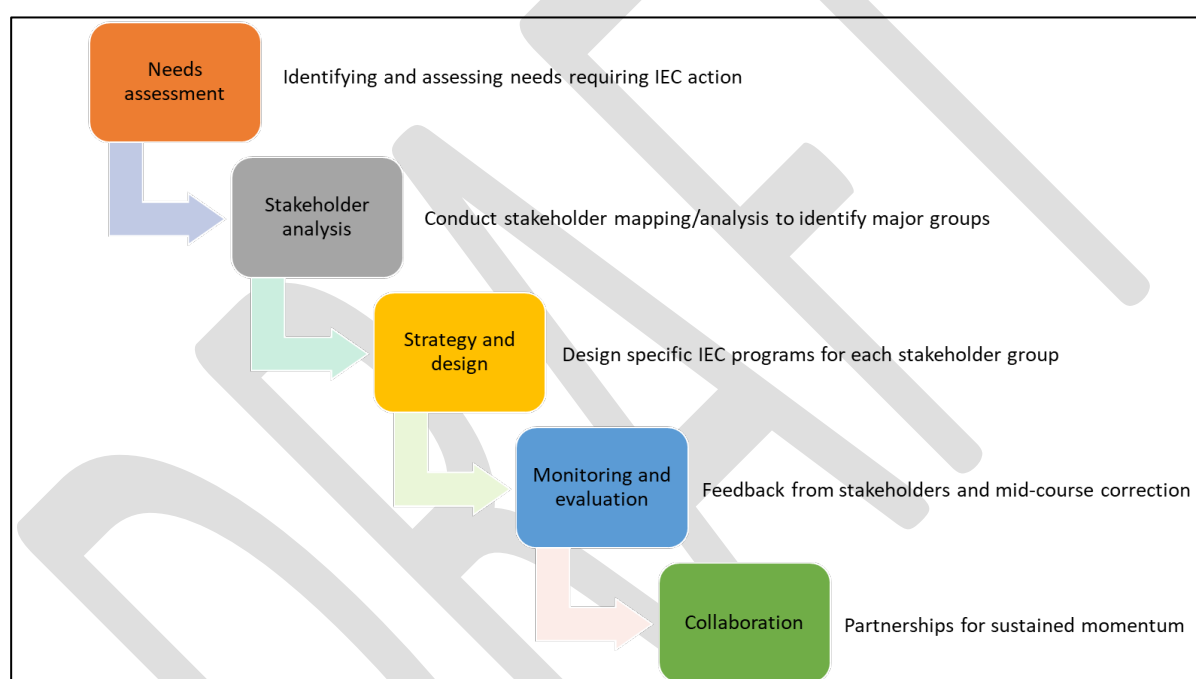 Needs
assessment
Identifying and assessing needs requiring IEC action
Stakeholder
analysis
Conduct stakeholder mapping/analysis to identify major groups
Strategy and
design
Design specific IEC programs for each stakeholder group
Monitoring and
evaluation
Feedback from stakeholders and mid-course correction
Collaboration
Partnerships for sustained momentum
DRAFT